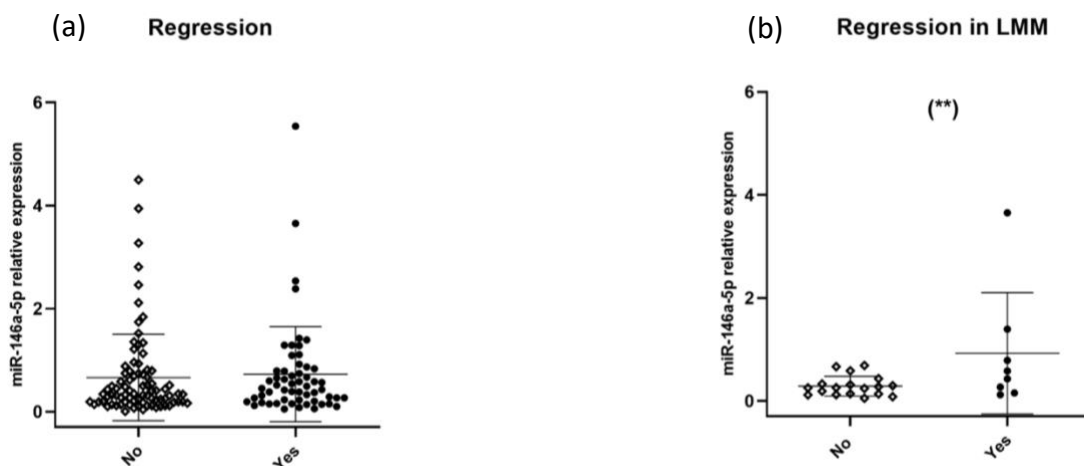 (a)
Regression
miR-146a-5p relative expression
6
4
2
0
No
Yes
(b)
Regression in LMM
(**)
miR-146a-5p relative expression
6
4
2
0
No
Yes